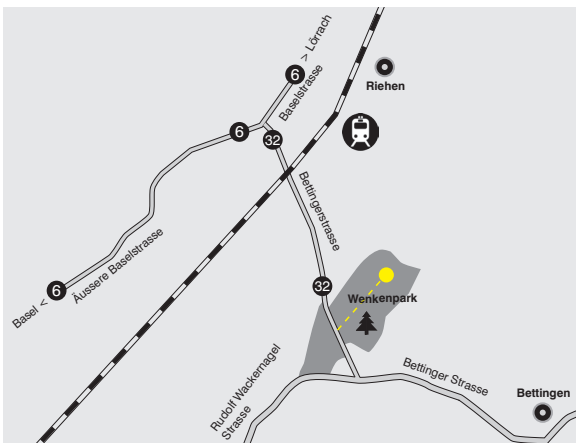 > Lörrach
6
Baselstrasse
Riehen
6
32
Bettingerstrasse
Äussere Baselstrasse
Basel <
6
32
Wenkenpark
Rudolf Wackernagel
Strasse
Bettinger Strasse
Bettingen